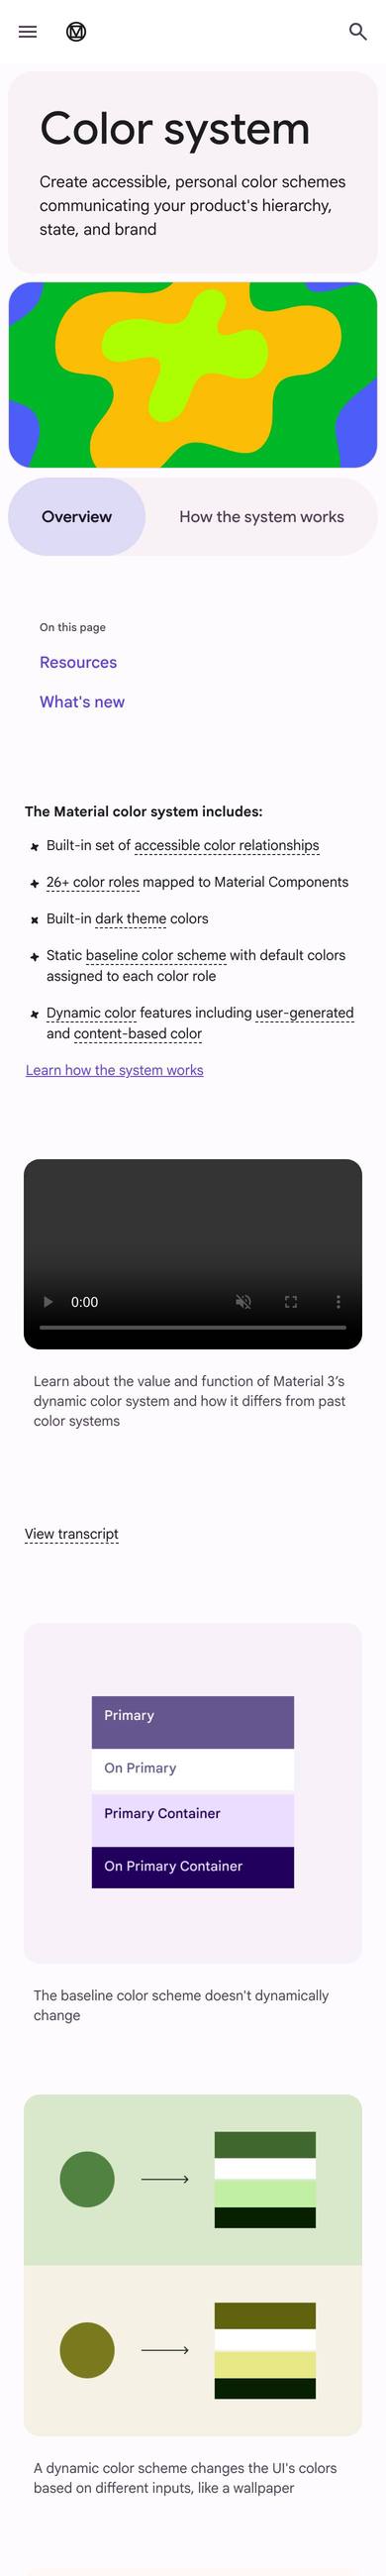 Color system
Create accessible, personal color schemes
communicating your product's hierarchy,
state, and brand
Overview
How the system works
On this page
Resources
What's new
The Material color system includes:
Built-in set of accessible color relationships
26+ color roles mapped to Material Components
Built-in dark theme colors
Static baseline color scheme with default colors
assigned to each color role
Dynamic color features including user-generated
and content-based color
Learn how the system works
0:00
Learn about the value and function of Material 3’s
dynamic color system and how it differs from past
color systems
View transcript
Primary
On Primary
Primary Container
On Primary Container
The baseline color scheme doesn't dynamically
change
A dynamic color scheme changes the UI's colors
based on different inputs, like a wallpaper